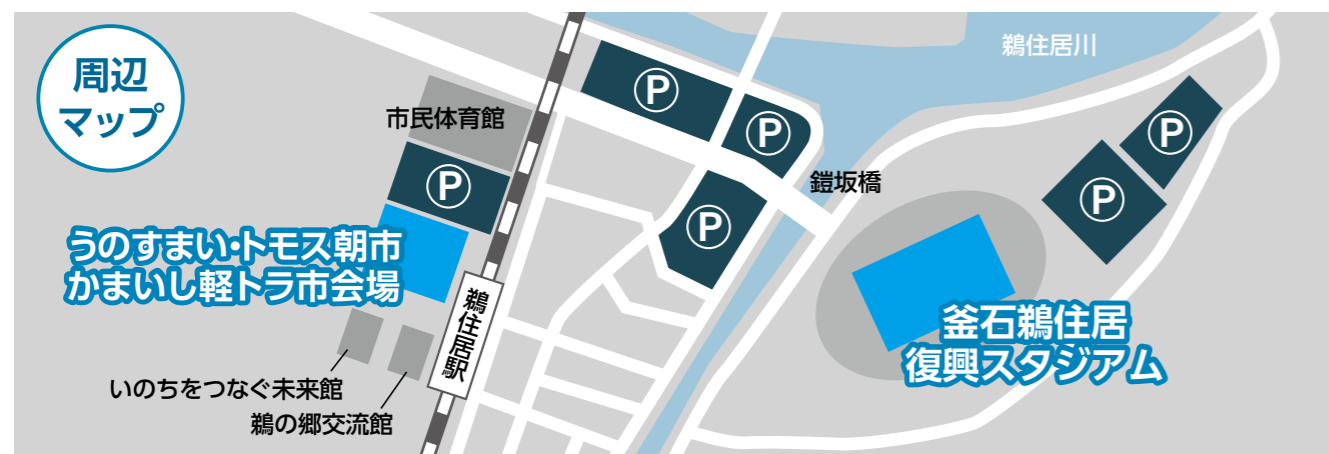 周辺
マップ
鵜住居川
P
P
P
市民体育館
P
鎧坂橋
P
P
うのすまい・トモス朝市
かまいし軽トラ市会場
鵜住居駅
釜石鵜住居
復興スタジアム
いのちをつなぐ未来館
鵜の郷交流館